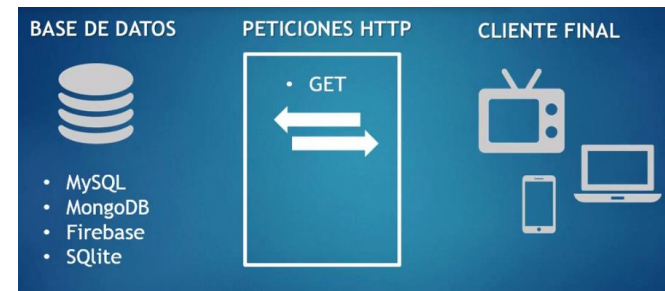 BASE DE DATOS
• MySQL
• MongoDB
• Firebase
• SQlite
PETICIONES HTTP
• GET
CLIENTE FINAL